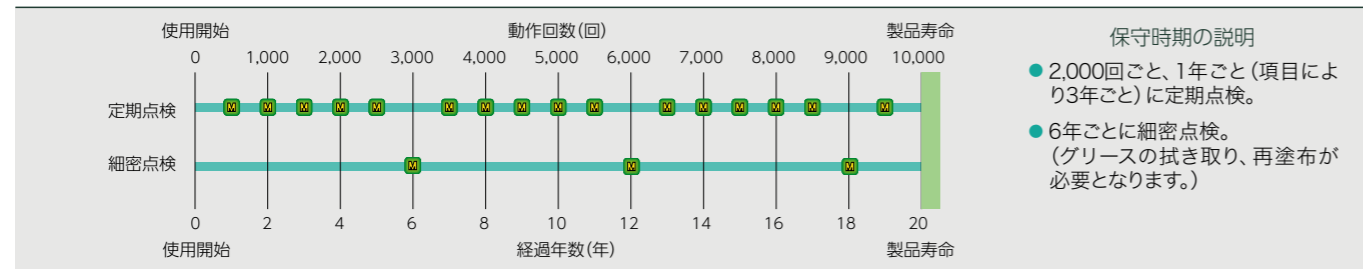 使用開始 動作回数(回) 製品寿命
0 1,000 2,000 3,000 4,000 5,000 6,000 7,000 8,000 9,000 10,000
定期点検 M M M M M M M M M M M M M M M M
細密点検 M M M
0 2 4 6 8 10 12 14 16 18 20
使用開始 経過年数(年) 製品寿命
保守時期の説明
● 2,000回ごと、1年ごと(項目によ
り3年ごと)に定期点検。
● 6年ごとに細密点検。
(グリースの拭き取り、再塗布が
必要となります。)